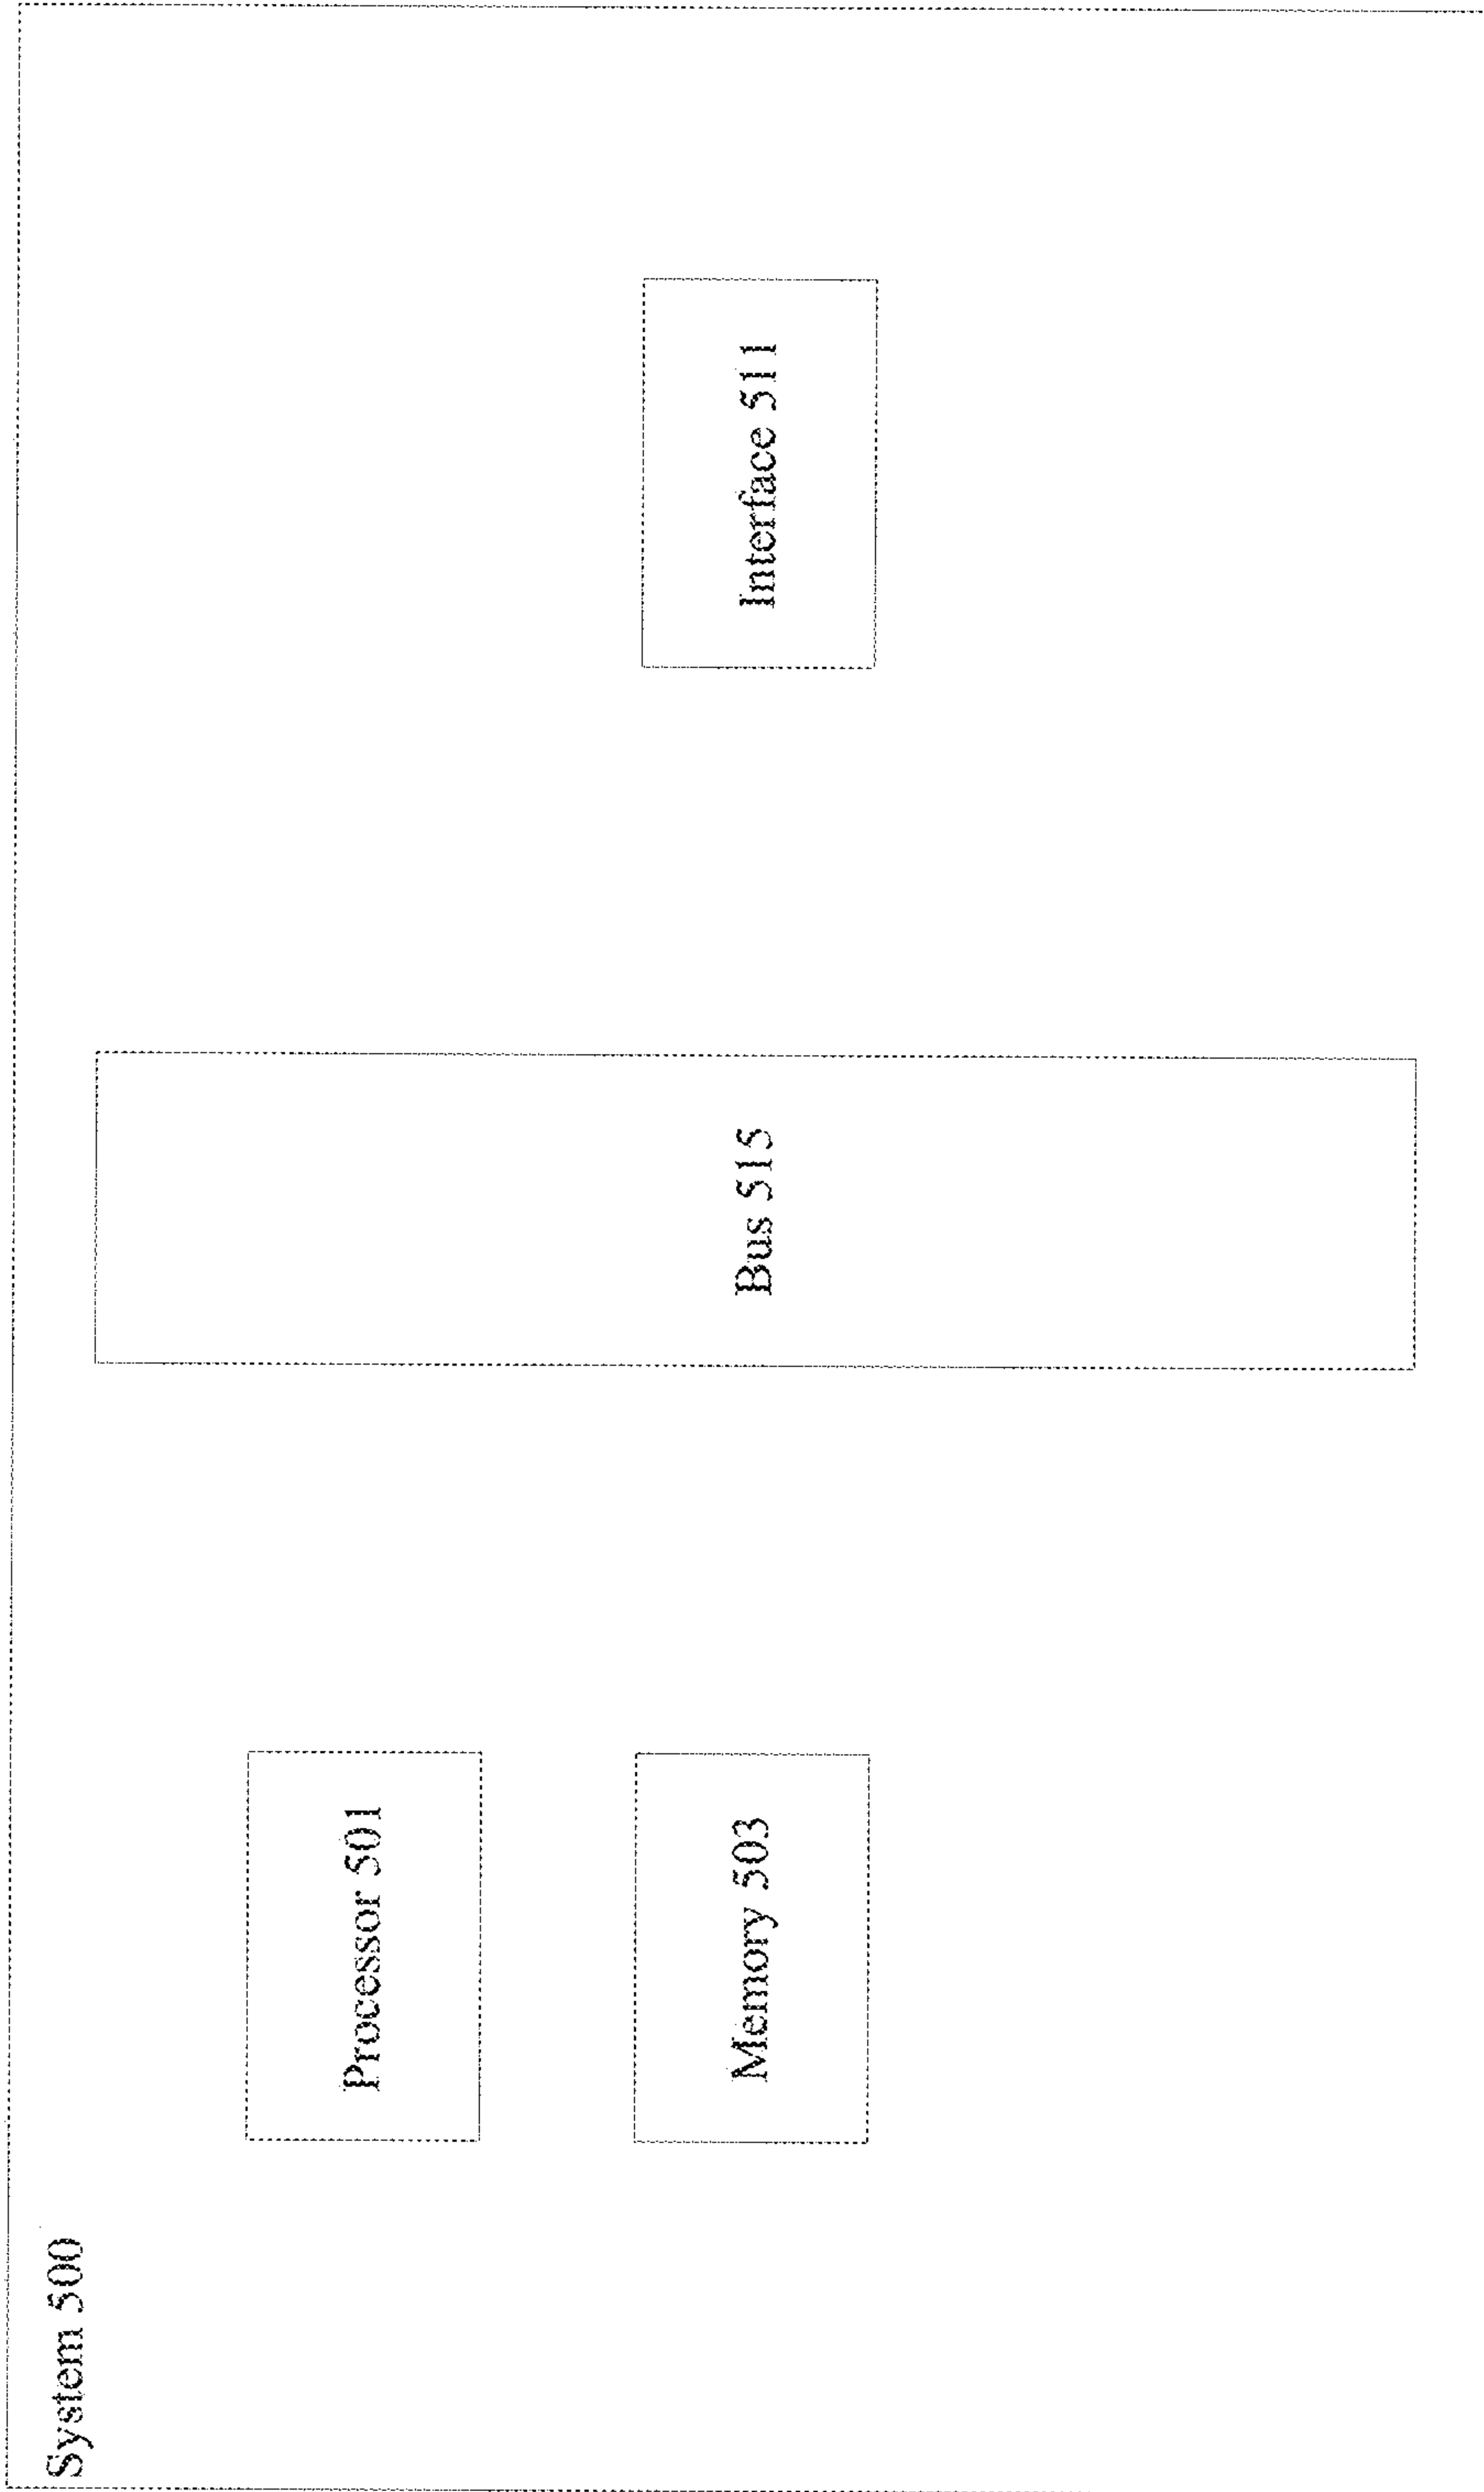 System 500
Processor 501
Memory 503
Bus 515
Interface 511